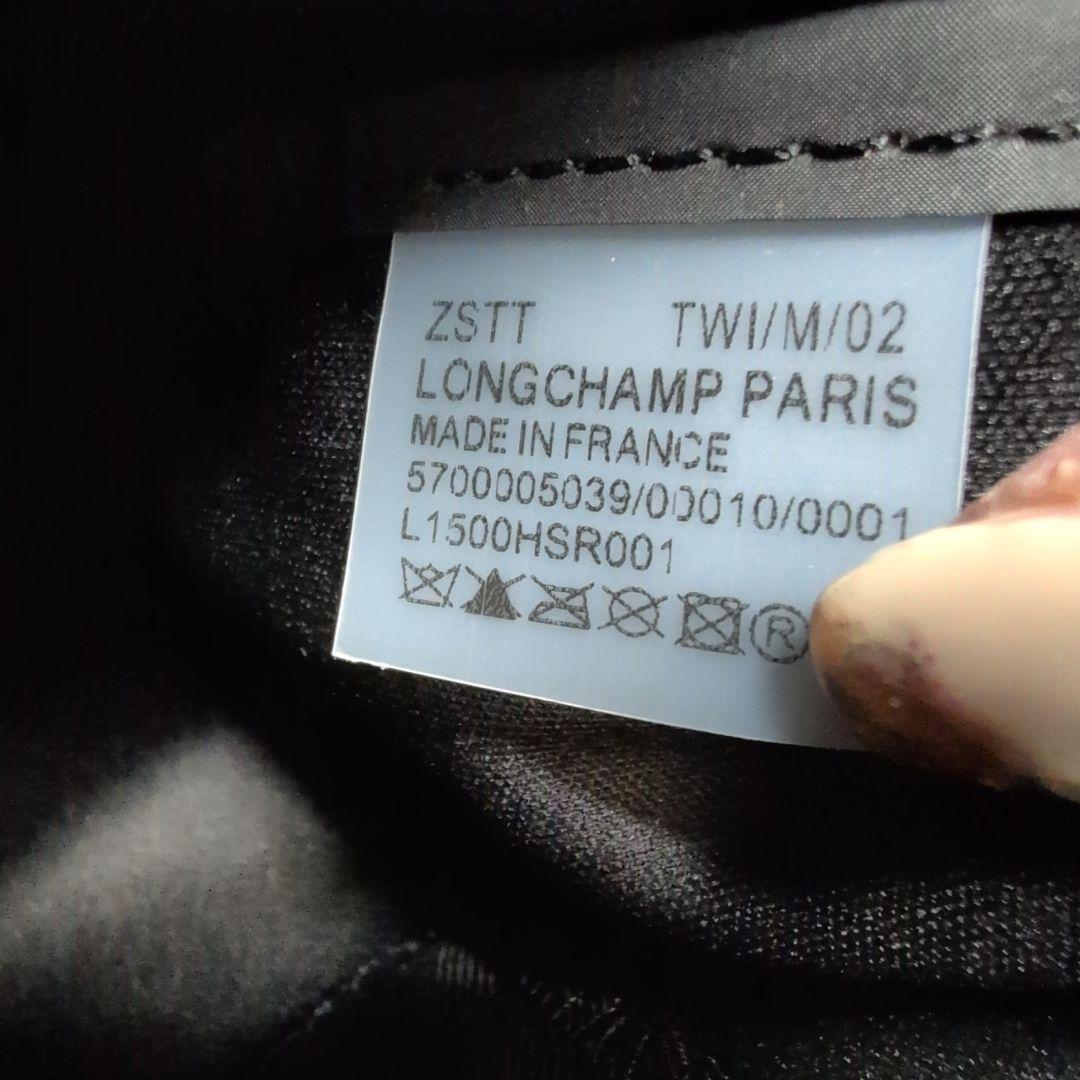 ZSTT TWI/M/02
LONGCHAMP PARIS
MADE IN FRANCE
5700005039/00010/0001
L1500HSR001
R